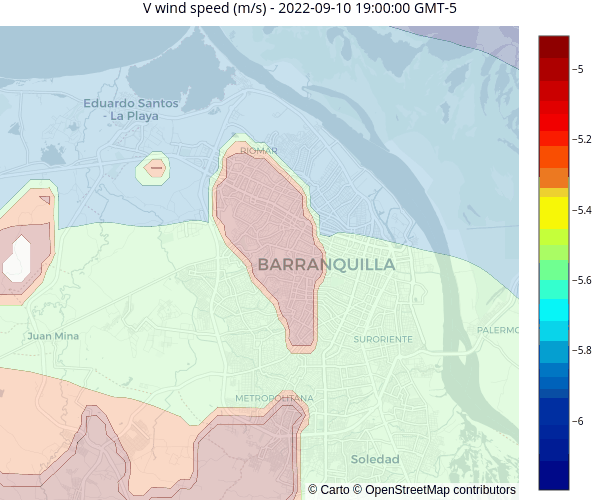 V wind speed (m/s) - 2022-09-10 19:00:00 GMT-5
−5
Eduardo Santos
- La Playa
−5.2
RIOMAR
−5.4
BARRANQUILLA
−5.6
Juan Mina
SURORIENTE
PALERMO
−5.8
METROPOLITANA
−6
Soledad
© Carto © OpenStreetMap contributors